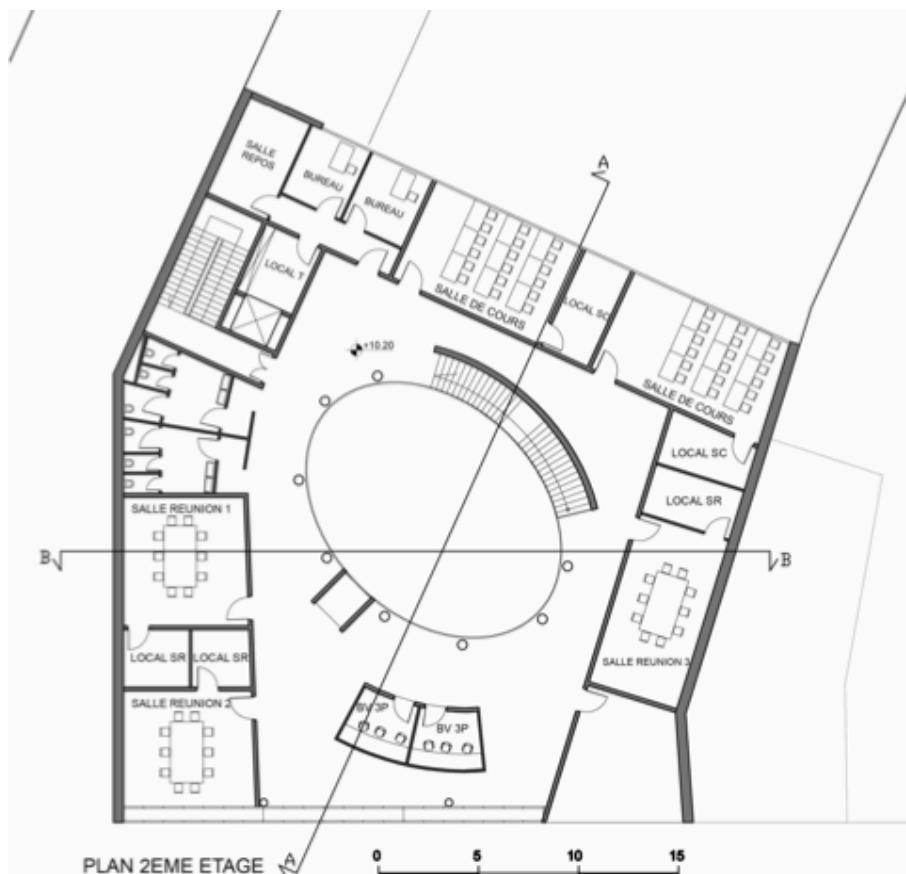 A
SALLE
REPOS
BUREAU
BUREAU
LOCAL T
SALLE DE COURS
LOCAL SC
SALLE DE COURS
+10.20
LOCAL SC
LOCAL SR
SALLE REUNION 1
B
B
LOCAL SR
LOCAL SR
SALLE REUNION 3
SALLE REUNION 2
BV 3P
BV 3P
PLAN 2EME ETAGE
A
0 5 10 15